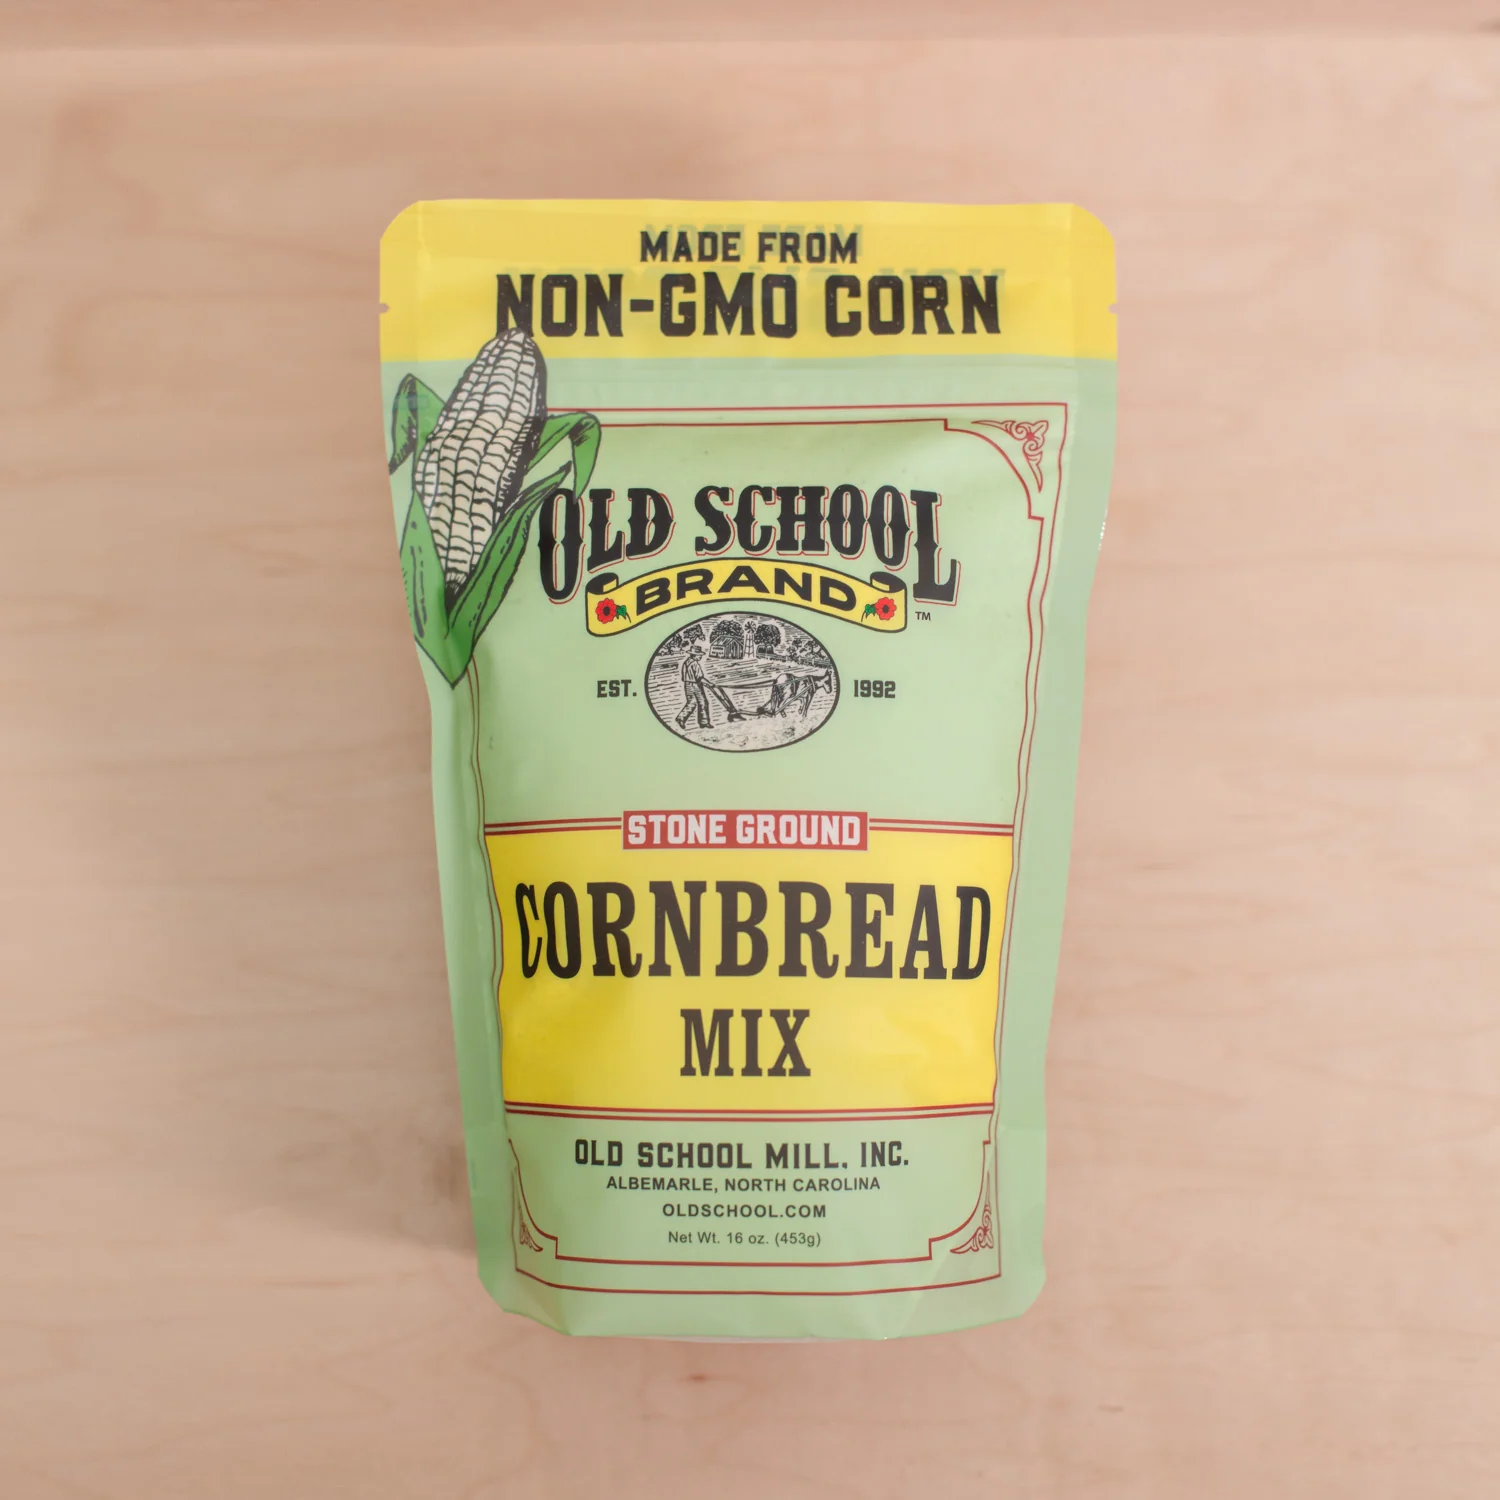 MADE FROM
NON-GMO CORN
OLD SCHOOL
BRAND
TM
EST. 1992
STONE GROUND
CORNBREAD
MIX
OLD SCHOOL MILL, INC.
ALBEMARLE, NORTH CAROLINA
OLDSCHOOL.COM
Net Wt. 16 oz. (453g)